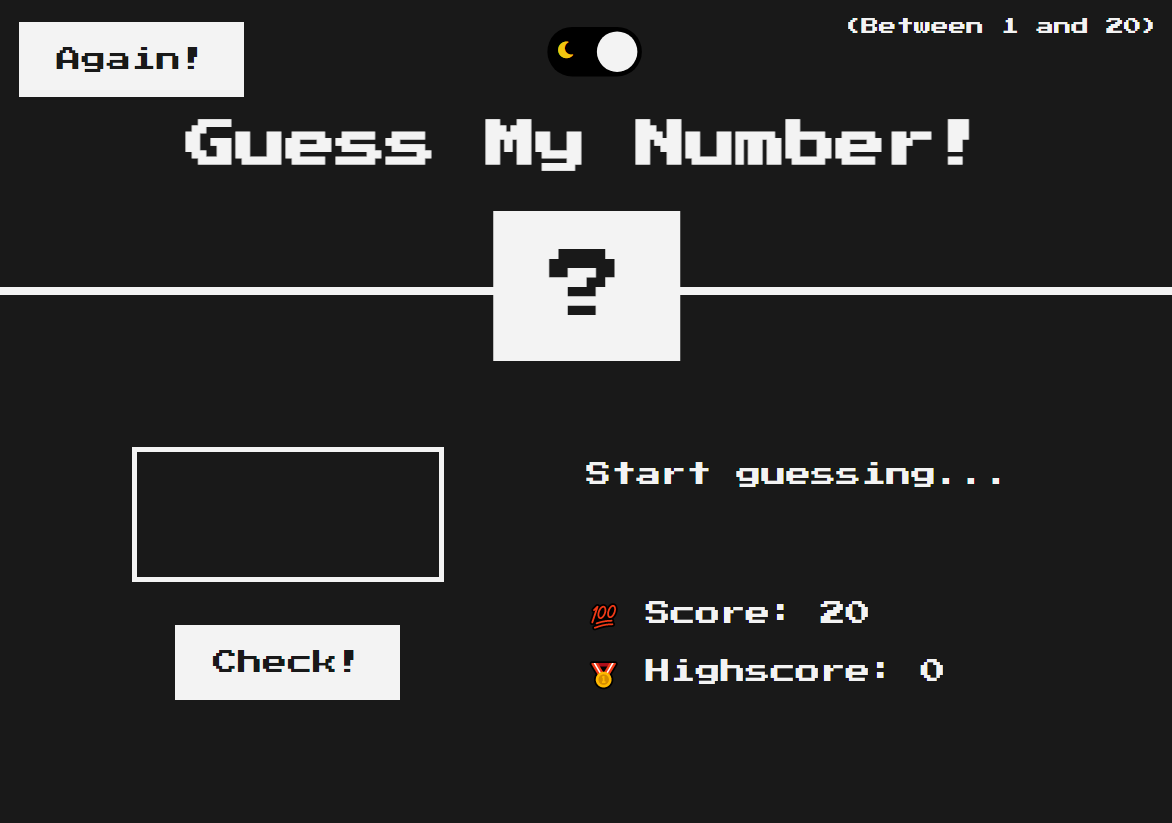 Again!
(Between 1 and 20)
Guess My Number!
?
Start guessing...
Check!
💯 Score: 20
🥇 Highscore: 0